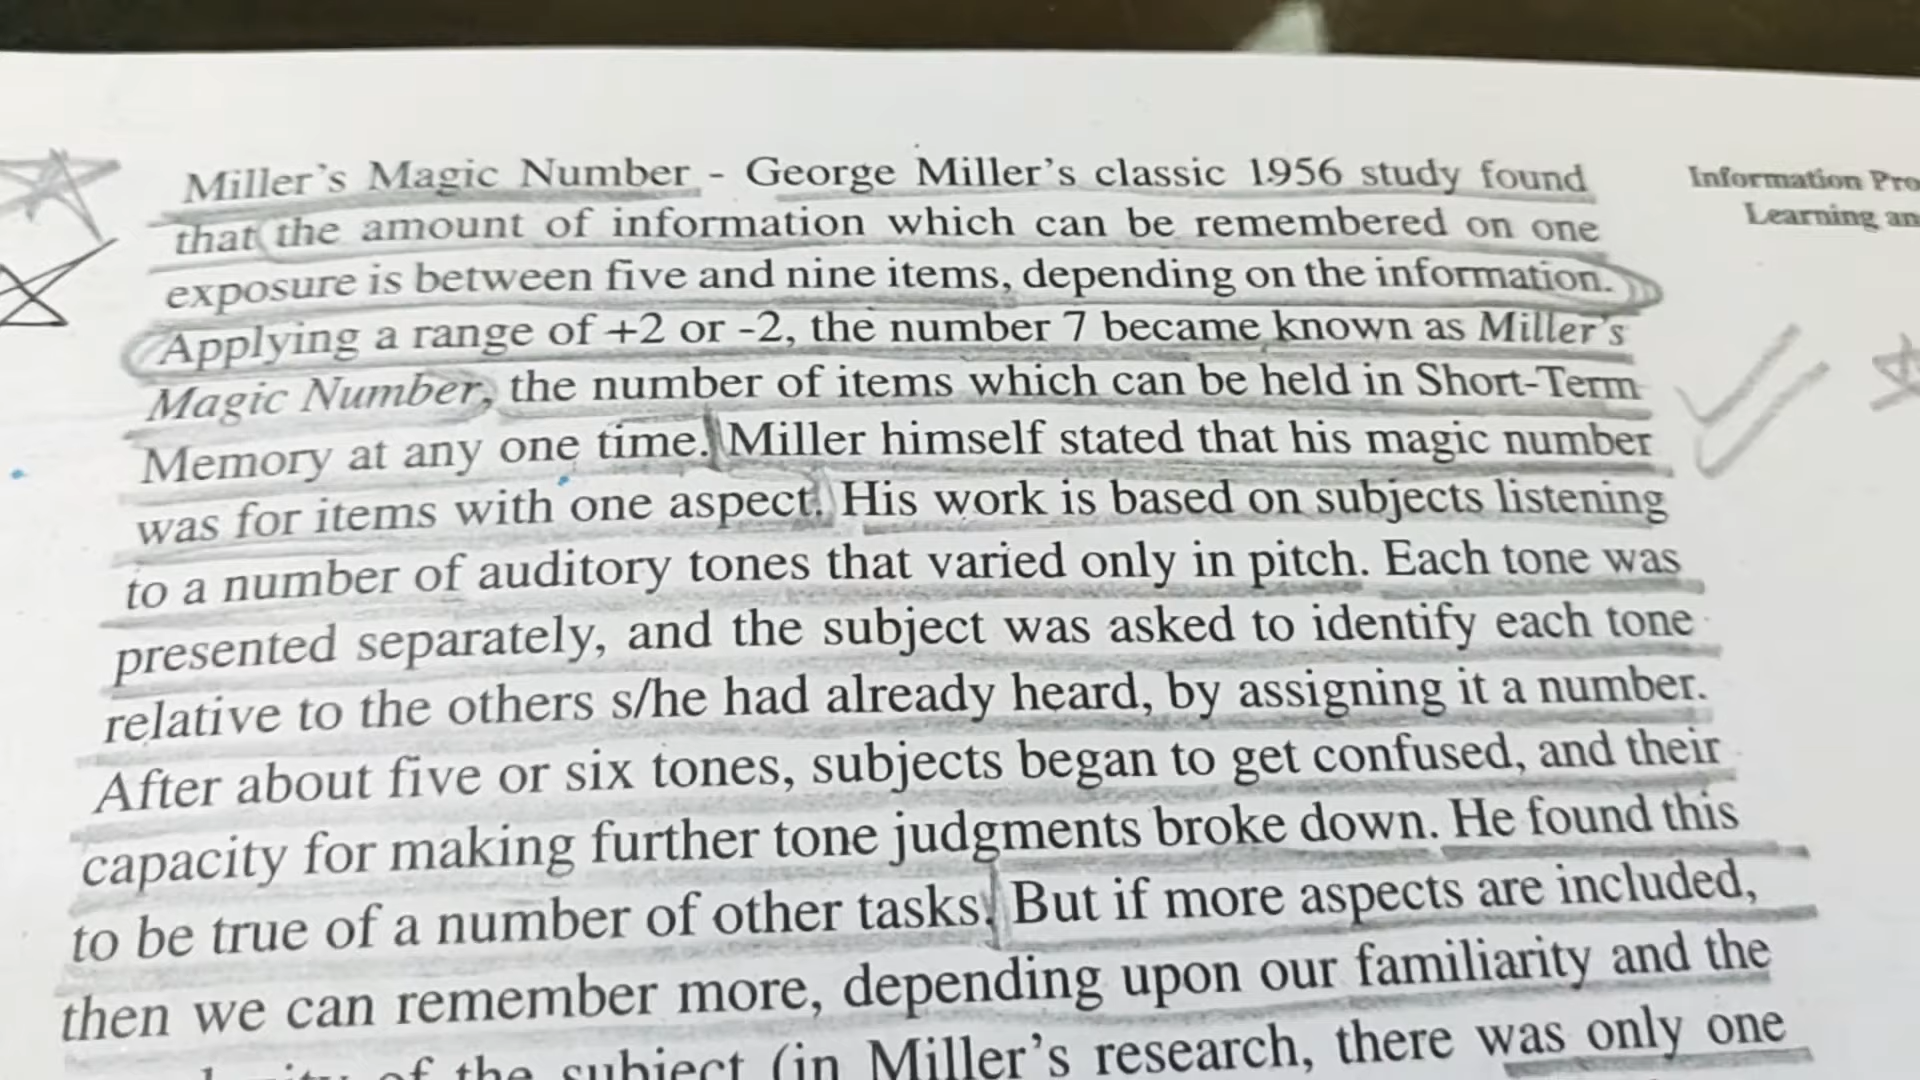 Miller's Magic Number - George Miller's classic 1956 study found
that the amount of information which can be remembered on one
exposure is between five and nine items, depending on the information.
Applying a range of +2 or -2, the number 7 became known as Miller's
Magic Number, the number of items which can be held in Short-Term
Memory at any one time. Miller himself stated that his magic number
was for items with one aspect. His work is based on subjects listening
to a number of auditory tones that varied only in pitch. Each tone was
presented separately, and the subject was asked to identify each tone
relative to the others s/he had already heard, by assigning it a number.
After about five or six tones, subjects began to get confused, and their
capacity for making further tone judgments broke down. He found this
to be true of a number of other tasks. But if more aspects are included,
then we can remember more, depending upon our familiarity and the
of the subject (in Miller's research, there was only one
Information Pro
Learning an